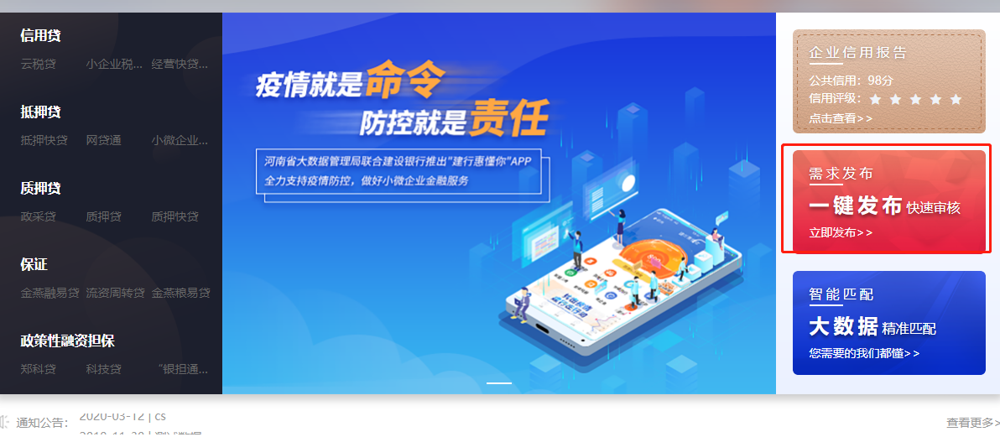 信用贷
云税贷 小企业税... 经营快贷...
抵押贷
抵押快贷 网贷通 小微企业...
质押贷
政采贷 质押贷 质押快贷
保证
金燕融易贷 流资周转贷 金燕粮易贷
政策性融资担保
郑科贷 科技贷 “银担通...
疫情就是命令
防控就是责任
河南省大数据管理局联合建设银行推出"建行惠懂你"APP
全力支持疫情防控，做好小微企业金融服务
企业信用报告
公共信用：98分
信用评级：
点击查看>>
需求发布
一键发布 快速审核
立即发布>>
智能匹配
大数据 精准匹配
您需要的我们都懂>>
通知公告： 2020-03-12 | cs
查看更多>